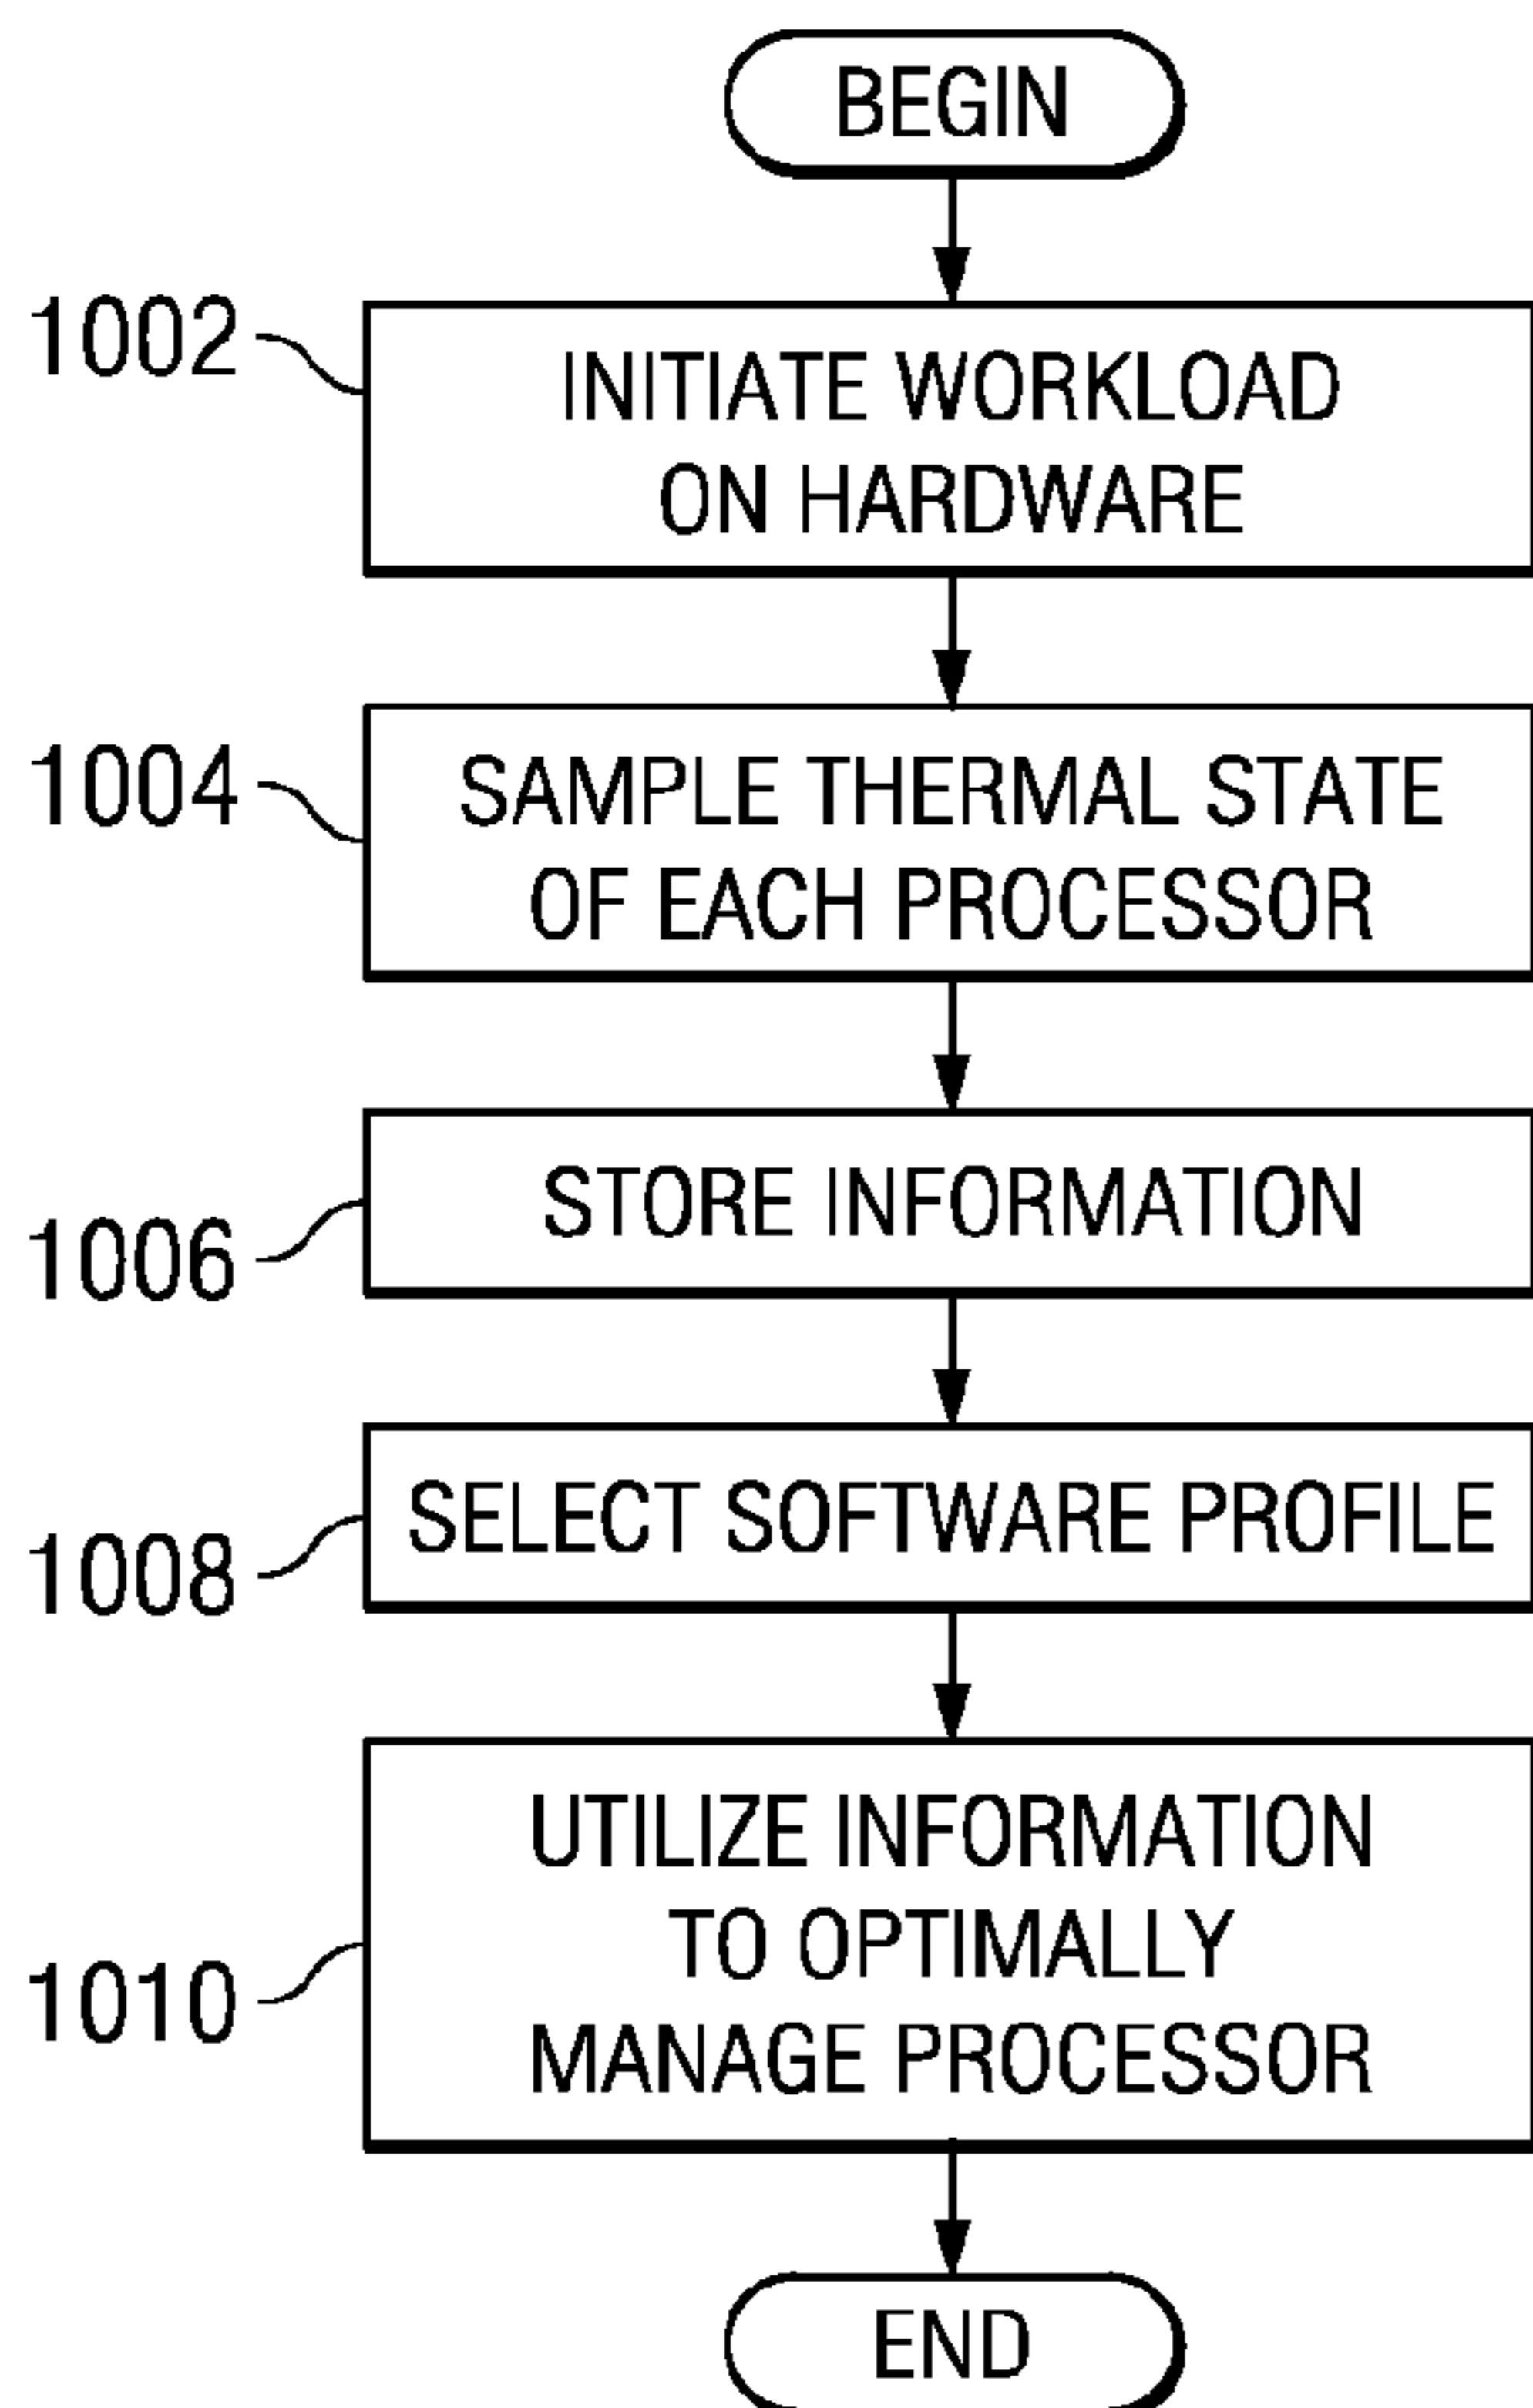 BEGIN
1002
INITIATE WORKLOAD
ON HARDWARE
1004
SAMPLE THERMAL STATE
OF EACH PROCESSOR
1006
STORE INFORMATION
1008
SELECT SOFTWARE PROFILE
1010
UTILIZE INFORMATION
TO OPTIMALLY
MANAGE PROCESSOR
END